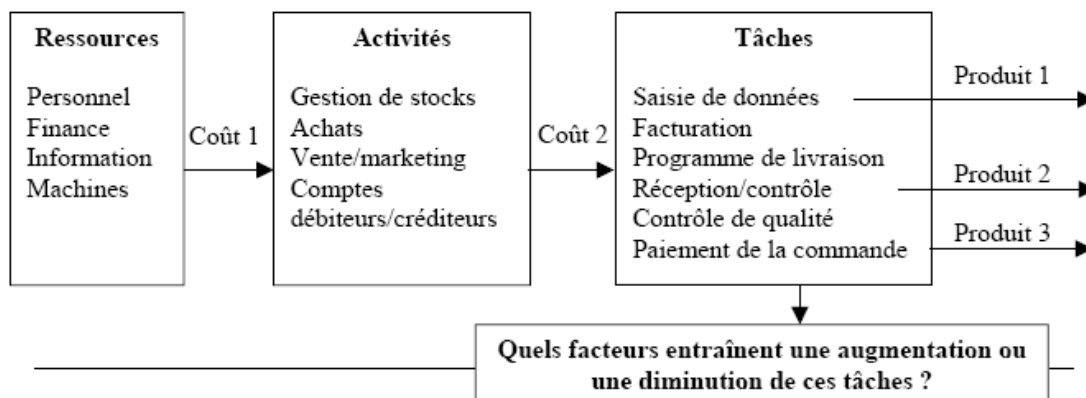 Ressources
Personnel
Finance
Information
Machines
Coût 1
Activités
Gestion de stocks
Achats
Vente/marketing
Comptes
débiteurs/créditeurs
Coût 2
Tâches
Saisie de données
Facturation
Programme de livraison
Réception/contrôle
Contrôle de qualité
Paiement de la commande
Produit 1
Produit 2
Produit 3
Quels facteurs entraînent une augmentation ou
une diminution de ces tâches ?